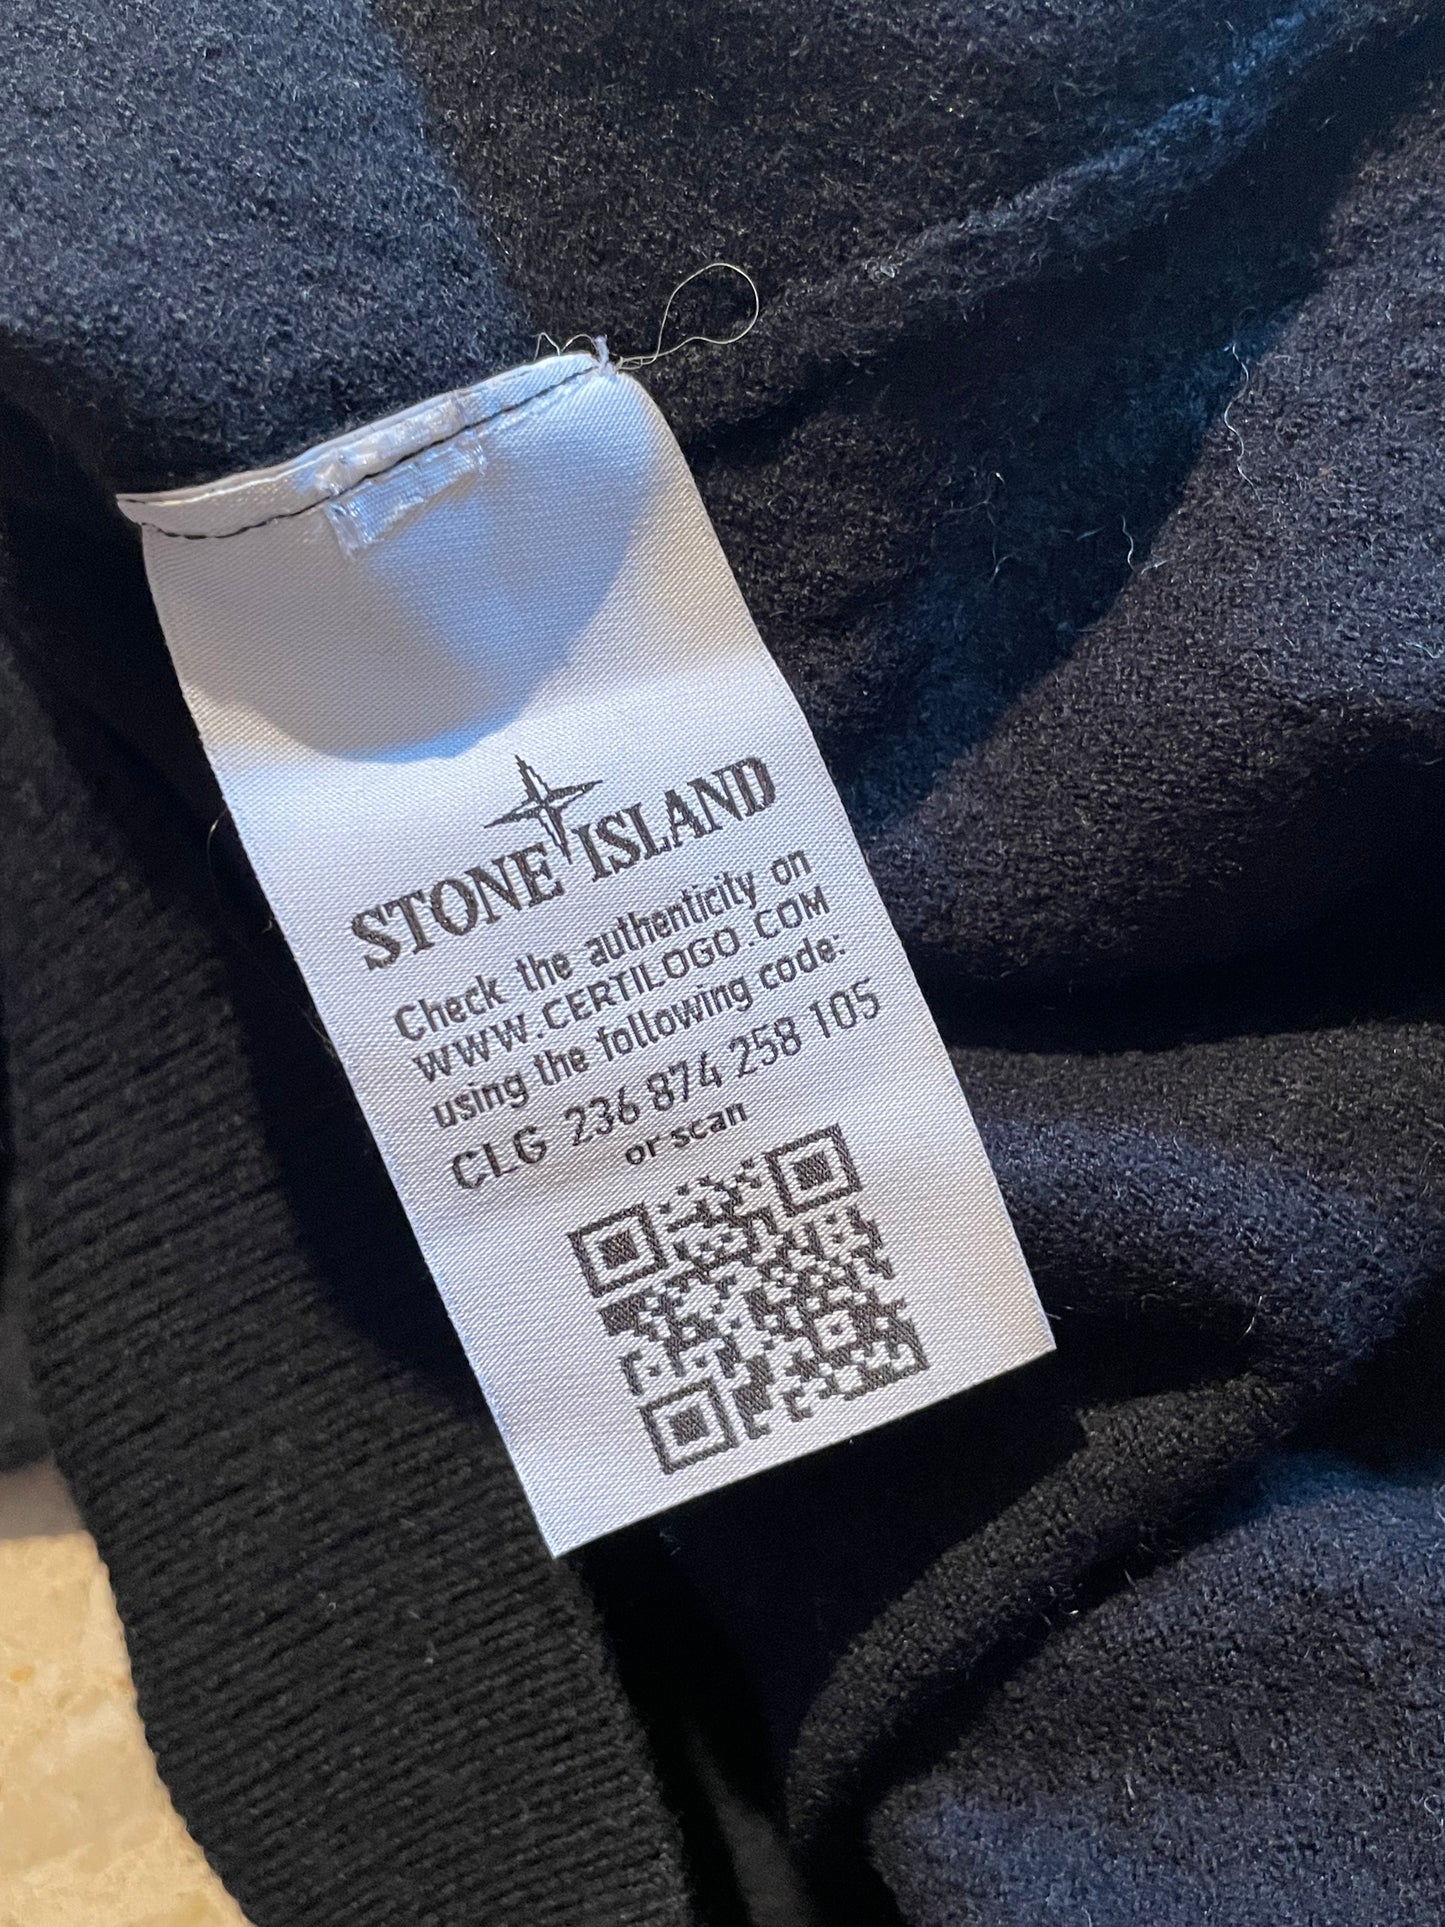 STONE ISLAND
Check the authenticity on
WWW.CERTILOGO.COM
using the following code:
CLG 236 874 258 105
or scan